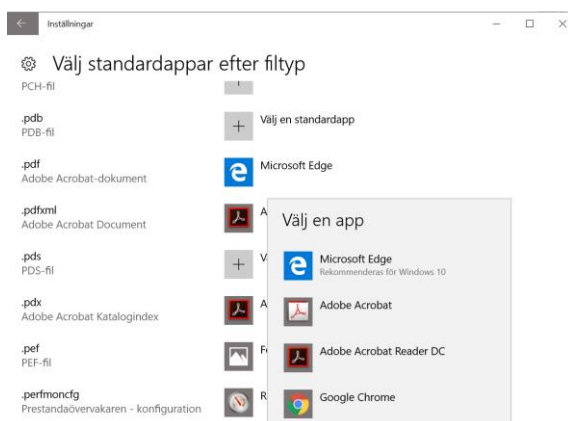 Inställningar
Välj standardappar efter filtyp
PCH-fil
.pdb
PDB-fil
Välj en standardapp
.pdf
Adobe Acrobat-dokument
Microsoft Edge
.pdfxml
Adobe Acrobat Document
A
.pds
PDS-fil
V
.pdx
Adobe Acrobat Katalogindex
A
.pef
PEF-fil
F
.perfmoncfg
Prestandaövervakaren - konfiguration
R
Välj en app
Microsoft Edge
Rekommenderas för Windows 10
Adobe Acrobat
Adobe Acrobat Reader DC
Google Chrome